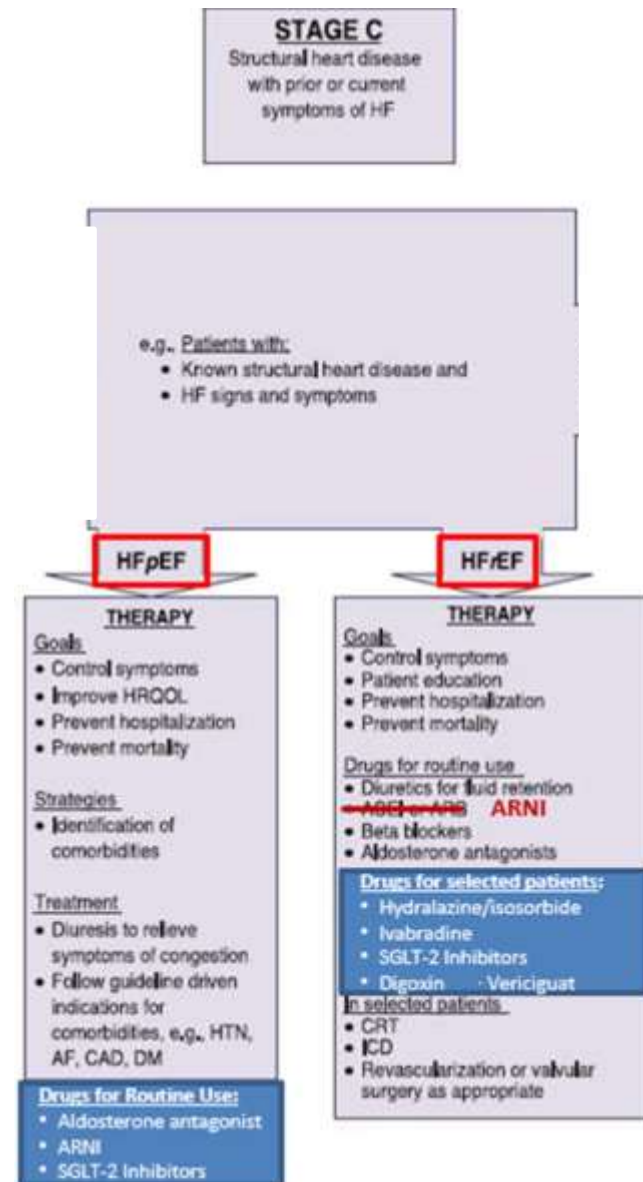 STAGE C
Structural heart disease
with prior or current
symptoms of HF
e.g., Patients with:
• Known structural heart disease and
• HF signs and symptoms
HFpEF
THERAPY
Goals
• Control symptoms
• Improve HRQOL
• Prevent hospitalization
• Prevent mortality
Strategies
• Identification of
comorbidities
Treatment
• Diuresis to relieve
symptoms of congestion
• Follow guideline driven
indications for
comorbidities, e.g., HTN,
AF, CAD, DM
Drugs for Routine Use:
• Aldosterone antagonist
• ARNI
• SGLT-2 Inhibitors
HFrEF
THERAPY
Goals
• Control symptoms
• Patient education
• Prevent hospitalization
• Prevent mortality
Drugs for routine use
• Diuretics for fluid retention
• ACEI or ARB ARNI
• Beta blockers
• Aldosterone antagonists
Drugs for selected patients:
• Hydralazine/isosorbide
• Ivabradine
• SGLT-2 Inhibitors
• Digoxin · Vericiguat
In selected patients
• CRT
• ICD
• Revascularization or valvular
surgery as appropriate